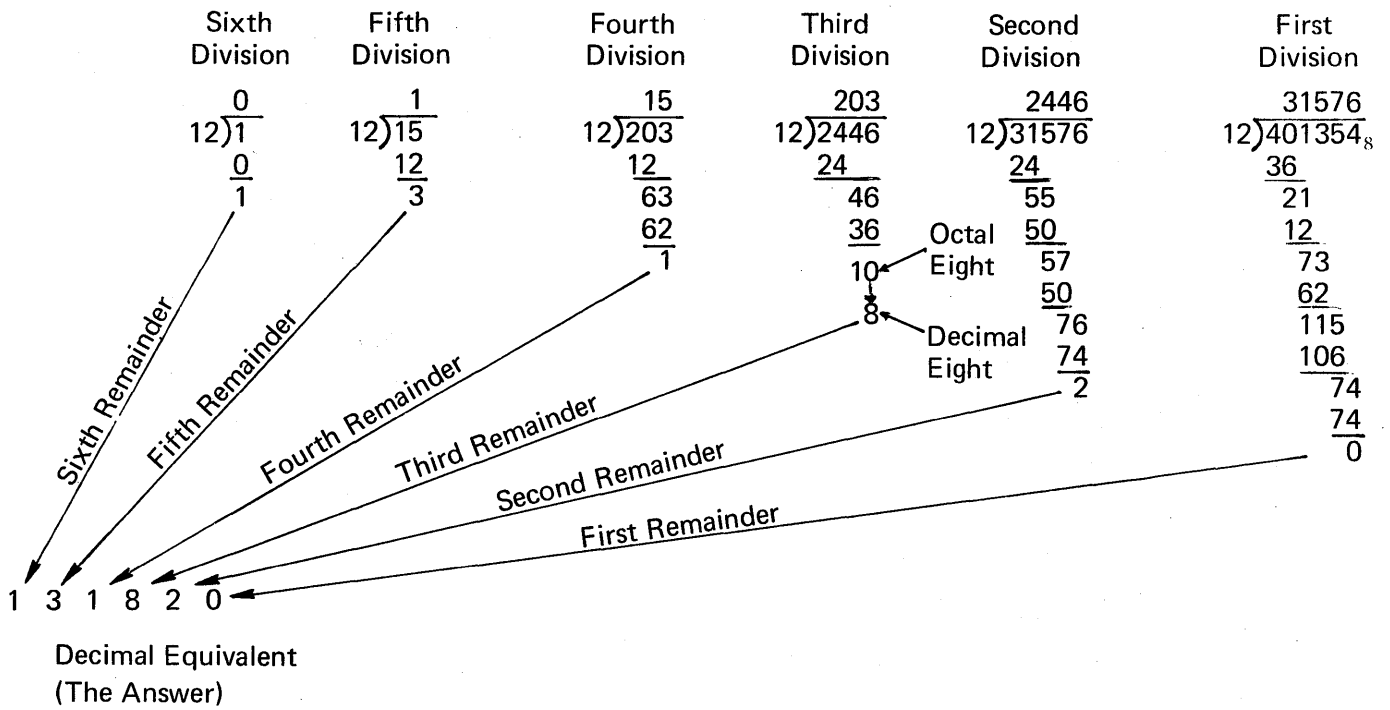 Sixth Division
0
12)1
0
1
Fifth Division
1
12)15
12
3
Fourth Division
15
12)203
12
63
62
1
Third Division
203
12)2446
24
46
36
10
8
Octal Eight
Decimal Eight
Second Division
2446
12)31576
24
55
50
57
50
76
74
2
First Division
31576
12)401354₈
36
21
12
73
62
115
106
74
74
0
Sixth Remainder
Fifth Remainder
Fourth Remainder
Third Remainder
Second Remainder
First Remainder
1 3 1 8 2 0
Decimal Equivalent
(The Answer)